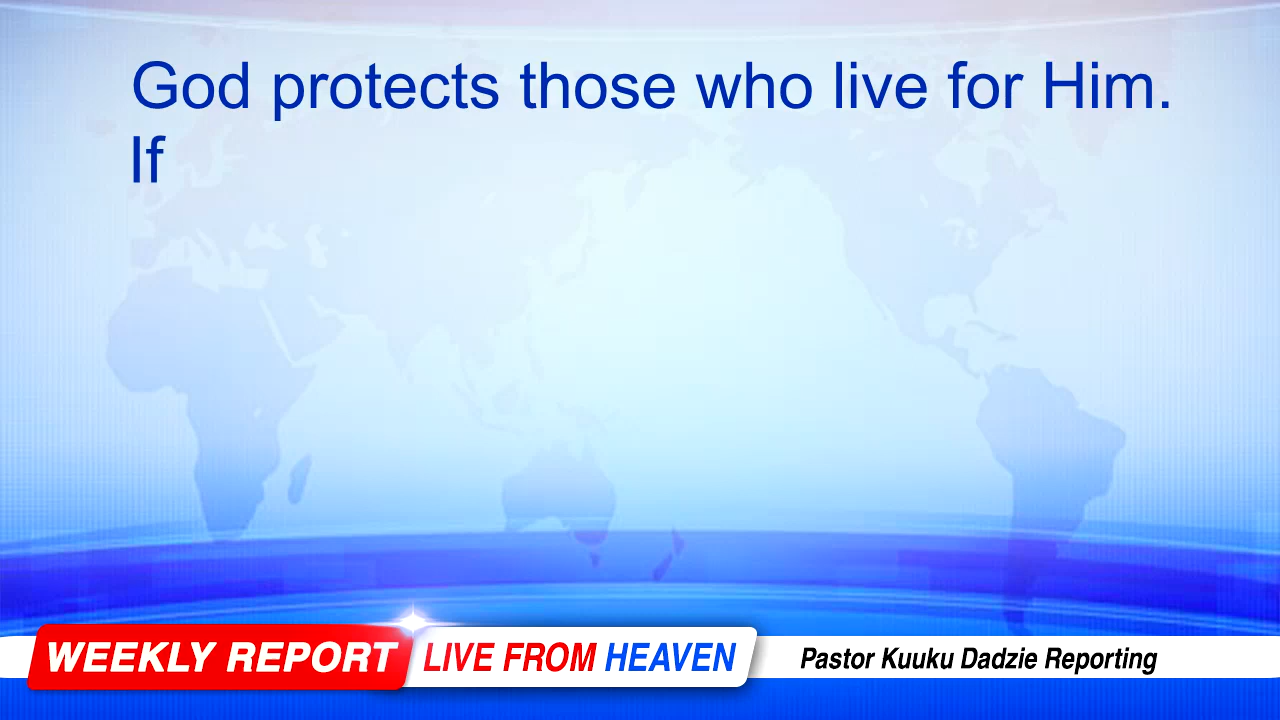 God protects those who live for Him.
If
WEEKLY REPORT LIVE FROM HEAVEN Pastor Kuuku Dadzie Reporting